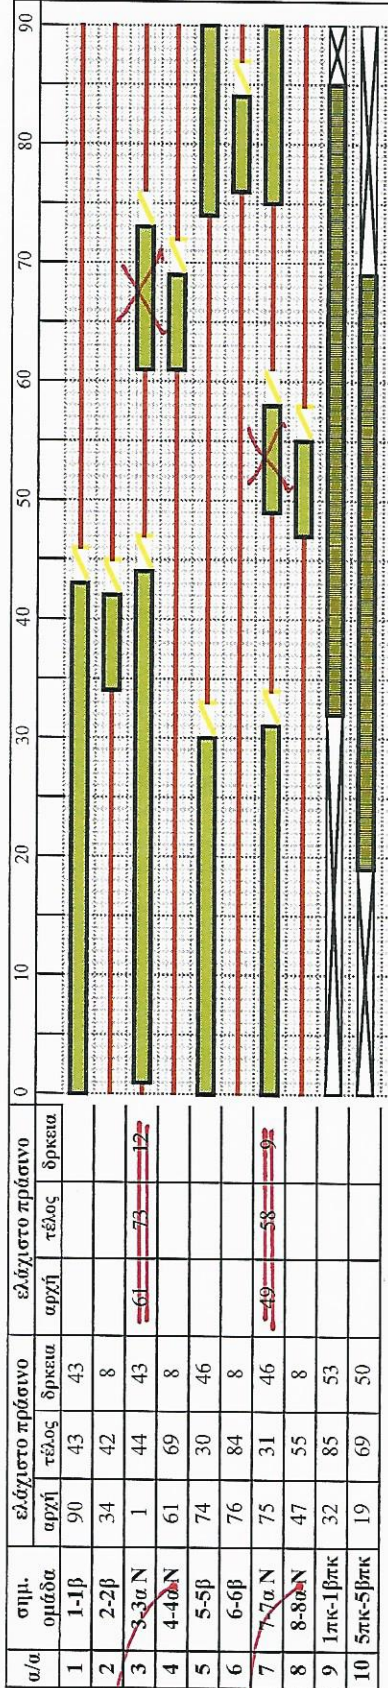 α/α σημ. ομάδα ελάχιστο πράσινο ελάχιστο πράσινο 0 10 20 30 40 50 60 70 80 90
αρχή τέλος δρκεια αρχή τέλος δρκεια
1 1-1β 90 43 43
2 2-2β 34 42 8
3 3-3α Ν 1 44 43 61 73 12
4 4-4α Ν 61 69 8
5 5-5β 74 30 46
6 6-6β 76 84 8
7 7-7α Ν 75 31 46 49 58 9
8 8-8α Ν 47 55 8
9 1πκ-1βπκ 32 85 53
10 5πκ-5βπκ 19 69 50